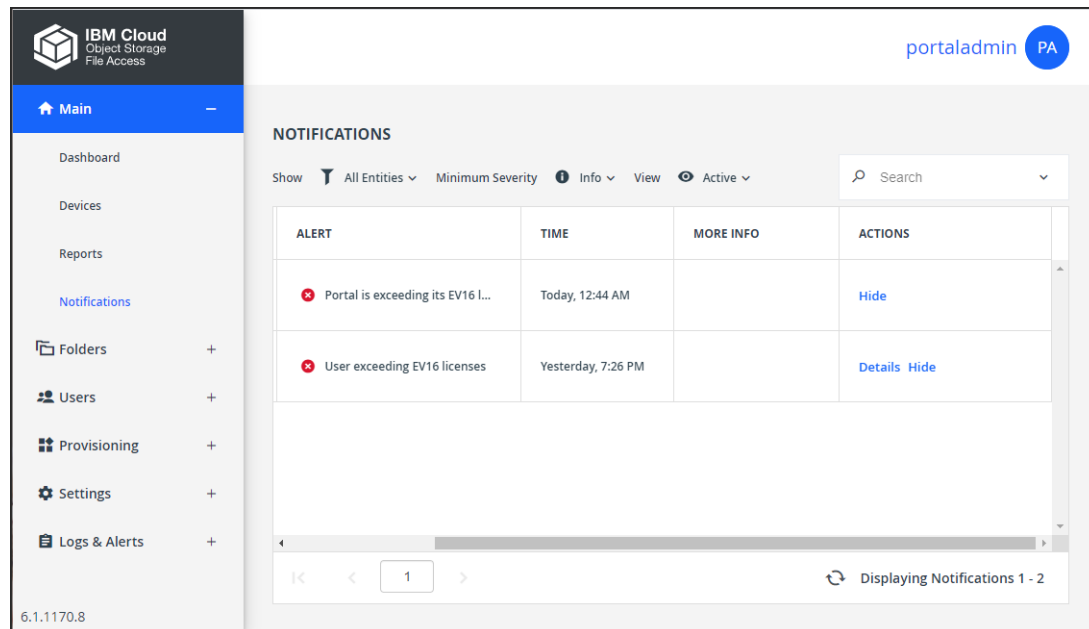 IBM Cloud
Object Storage
File Access
portaladmin PA
Main
Dashboard
Devices
Reports
Notifications
Folders
Users
Provisioning
Settings
Logs & Alerts
6.1.1170.8
NOTIFICATIONS
Show All Entities Minimum Severity Info View Active Search
ALERT TIME MORE INFO ACTIONS
Portal is exceeding its EV16 l... Today, 12:44 AM Hide
User exceeding EV16 licenses Yesterday, 7:26 PM Details Hide
1 Displaying Notifications 1 - 2